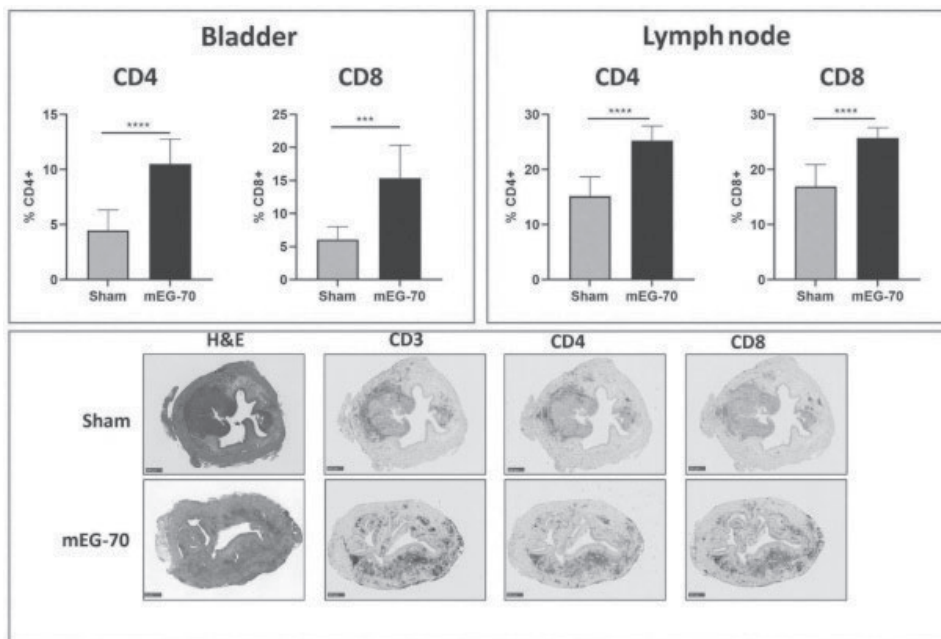 Bladder
CD4
% CD4+
15
10
5
0
****
Sham mEG-70
CD8
% CD8+
25
20
15
10
5
0
***
Sham mEG-70
Lymph node
CD4
% CD4+
30
20
10
0
****
Sham mEG-70
CD8
% CD8+
30
20
10
0
****
Sham mEG-70
H&E CD3 CD4 CD8
Sham
mEG-70